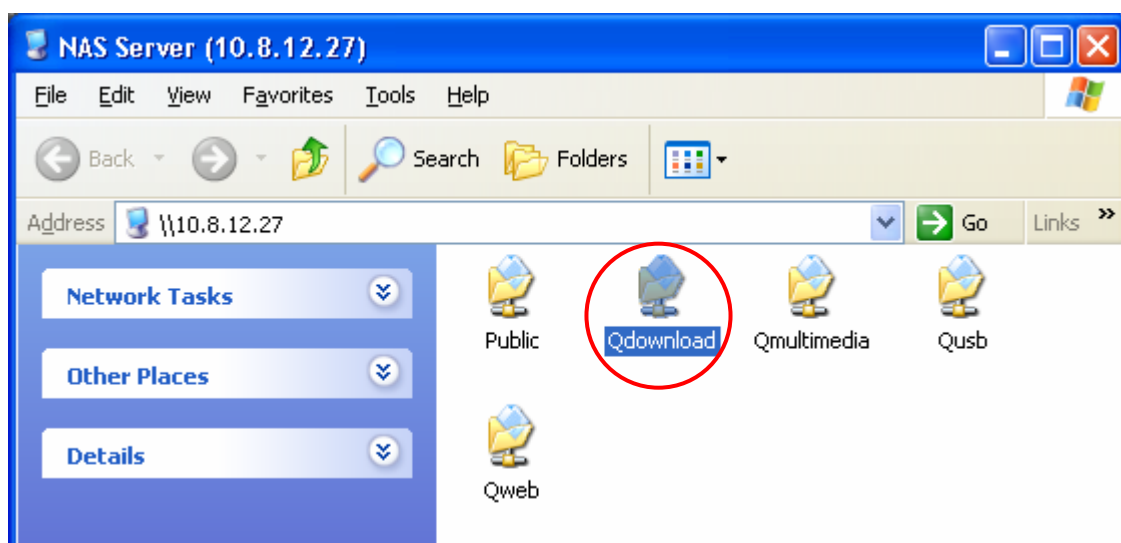 NAS Server (10.8.12.27)
File Edit View Favorites Tools Help
Back Search Folders
Address \\10.8.12.27 Go Links »
Network Tasks
Other Places
Details
Public Qdownload Qmultimedia Qusb
Qweb